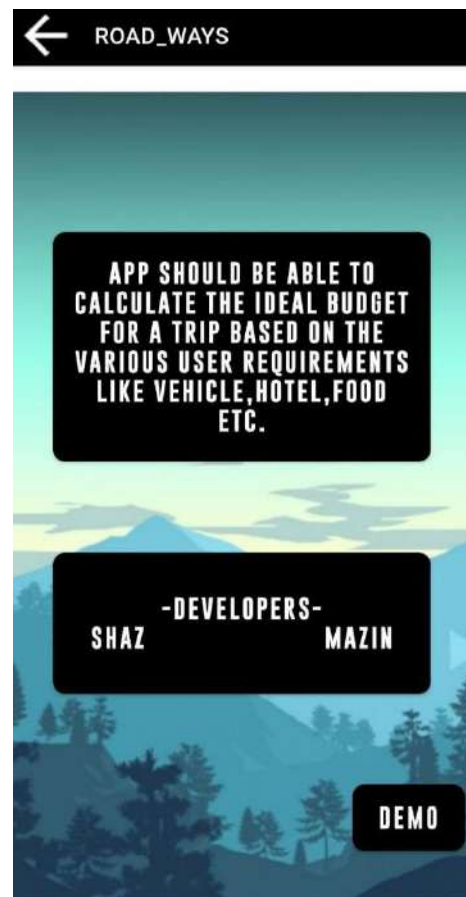 ROAD_WAYS
APP SHOULD BE ABLE TO
CALCULATE THE IDEAL BUDGET
FOR A TRIP BASED ON THE
VARIOUS USER REQUIREMENTS
LIKE VEHICLE,HOTEL,FOOD
ETC.
-DEVELOPERS-
SHAZ MAZIN
DEMO